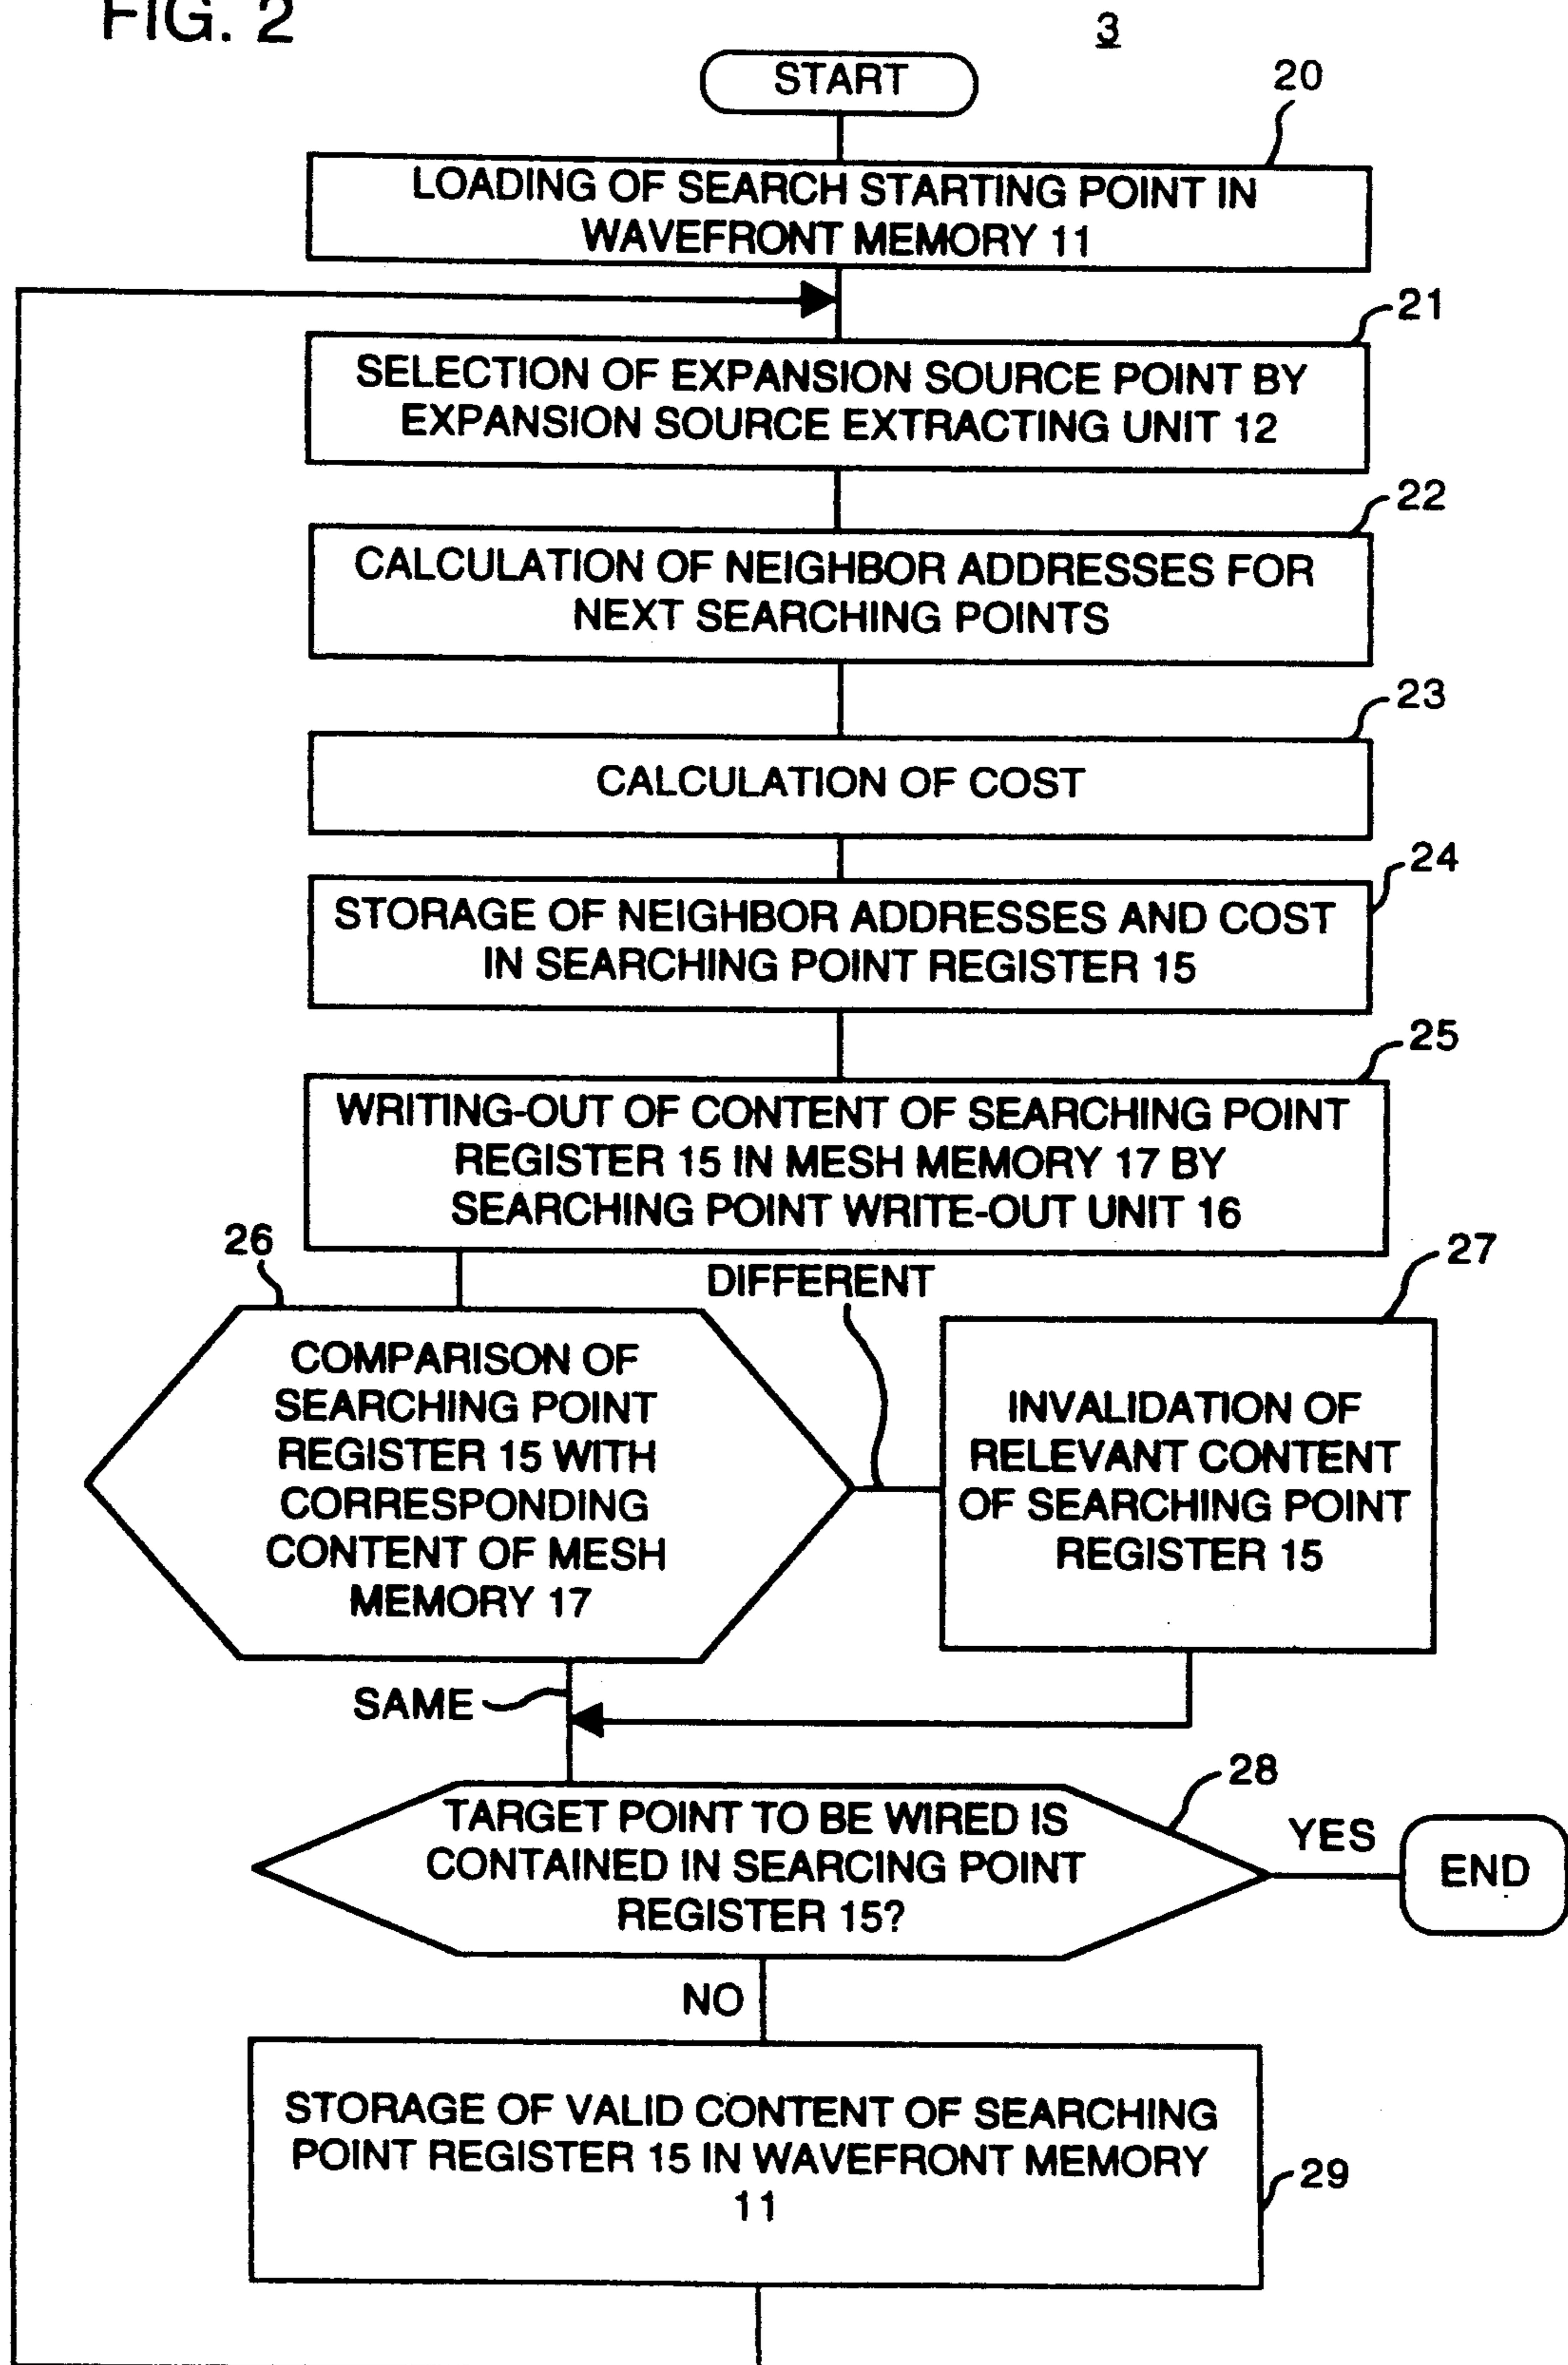 FIG. 2
3
START
20
LOADING OF SEARCH STARTING POINT IN
WAVEFRONT MEMORY 11
21
SELECTION OF EXPANSION SOURCE POINT BY
EXPANSION SOURCE EXTRACTING UNIT 12
22
CALCULATION OF NEIGHBOR ADDRESSES FOR
NEXT SEARCHING POINTS
23
CALCULATION OF COST
24
STORAGE OF NEIGHBOR ADDRESSES AND COST
IN SEARCHING POINT REGISTER 15
25
WRITING-OUT OF CONTENT OF SEARCHING POINT
REGISTER 15 IN MESH MEMORY 17 BY
SEARCHING POINT WRITE-OUT UNIT 16
26
DIFFERENT
27
COMPARISON OF
SEARCHING POINT
REGISTER 15 WITH
CORRESPONDING
CONTENT OF MESH
MEMORY 17
INVALIDATION OF
RELEVANT CONTENT
OF SEARCHING POINT
REGISTER 15
SAME
28
TARGET POINT TO BE WIRED IS
CONTAINED IN SEARCING POINT
REGISTER 15?
YES
END
NO
STORAGE OF VALID CONTENT OF SEARCHING
POINT REGISTER 15 IN WAVEFRONT MEMORY
11
29